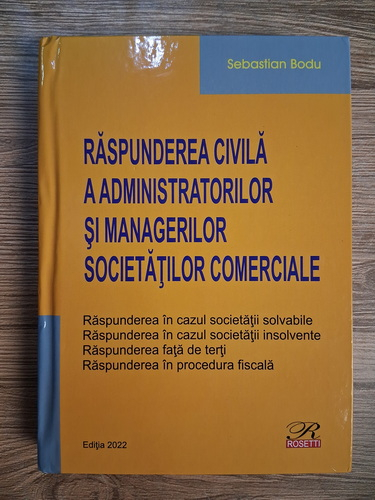 Sebastian Bodu
RĂSPUNDEREA CIVILĂ
A ADMINISTRATORILOR
ŞI MANAGERILOR
SOCIETĂŢILOR COMERCIALE
Răspunderea în cazul societăţii solvabile
Răspunderea în cazul societăţii insolvente
Răspunderea faţă de terţi
Răspunderea în procedura fiscală
Ediţia 2022
R
ROSETTI